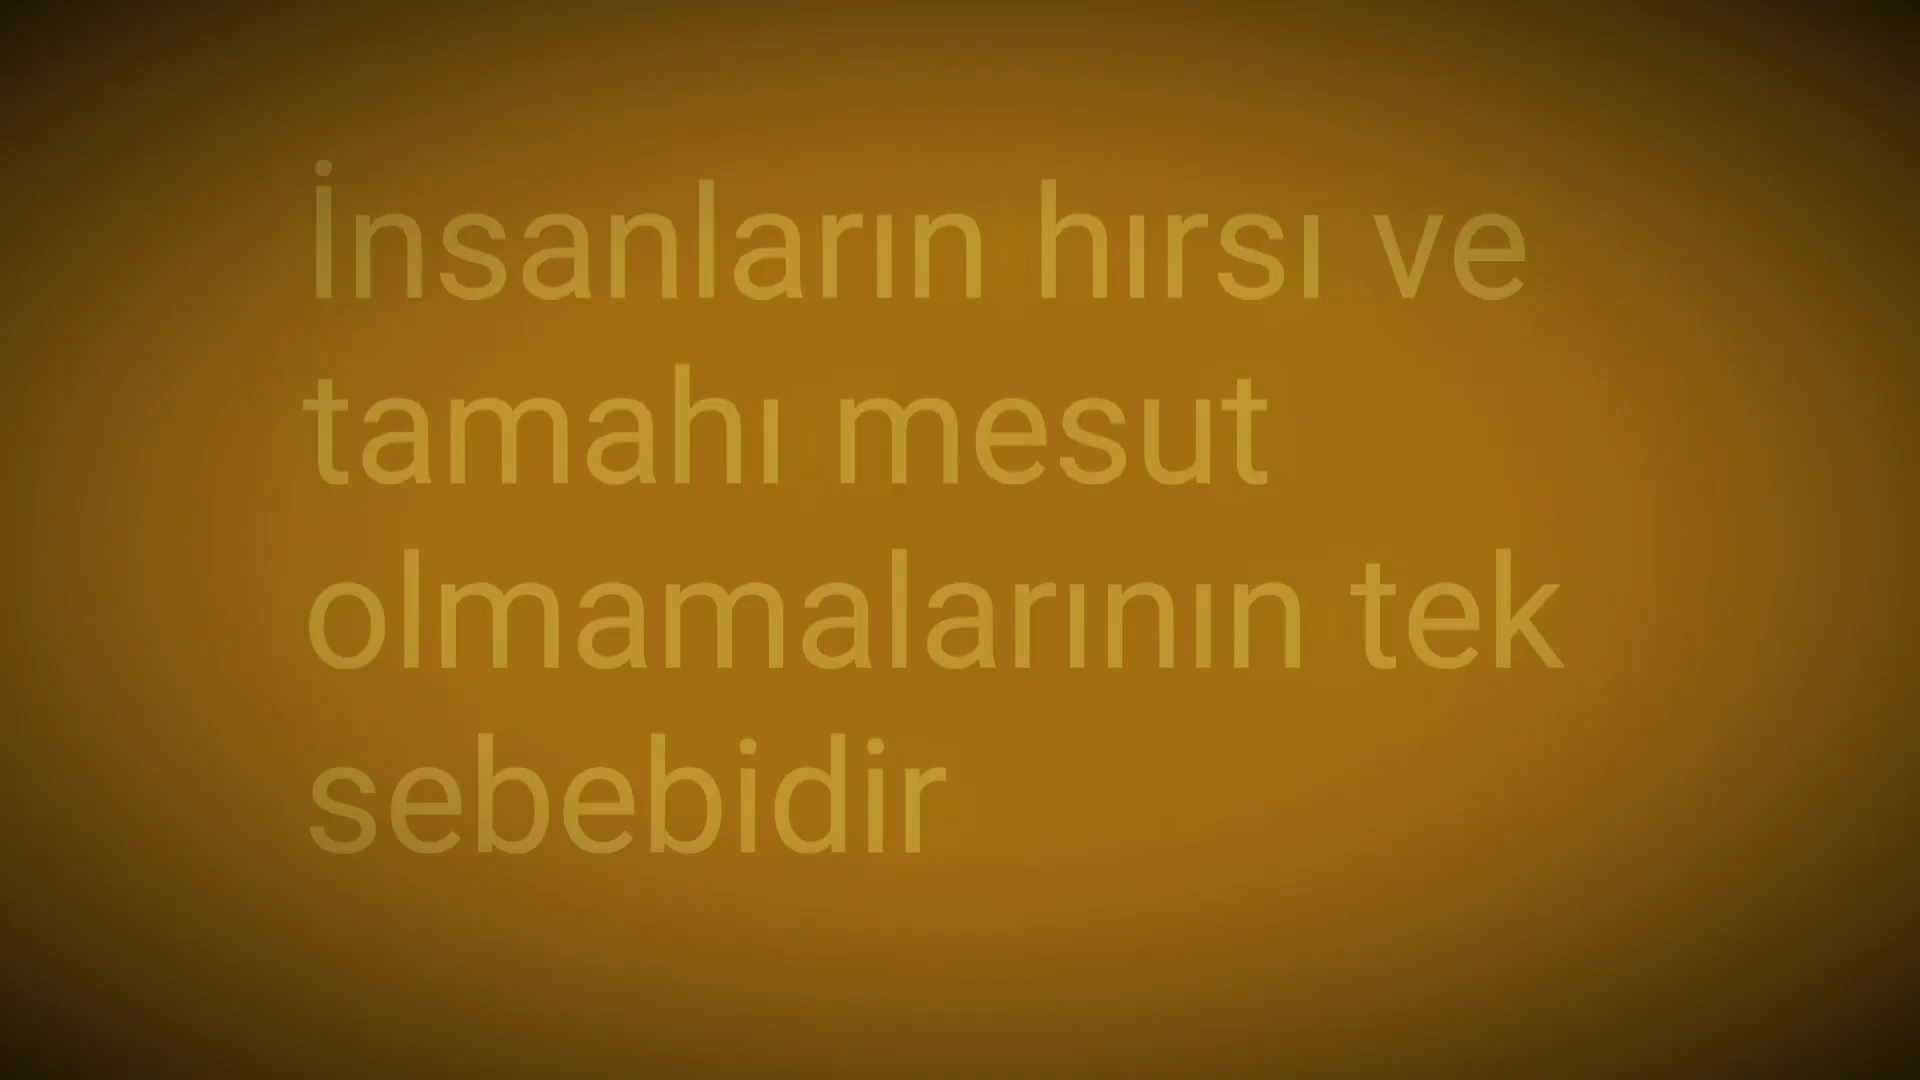 İnsanların hırsı ve
tamahı mesut
olmamalarının tek
sebebidir